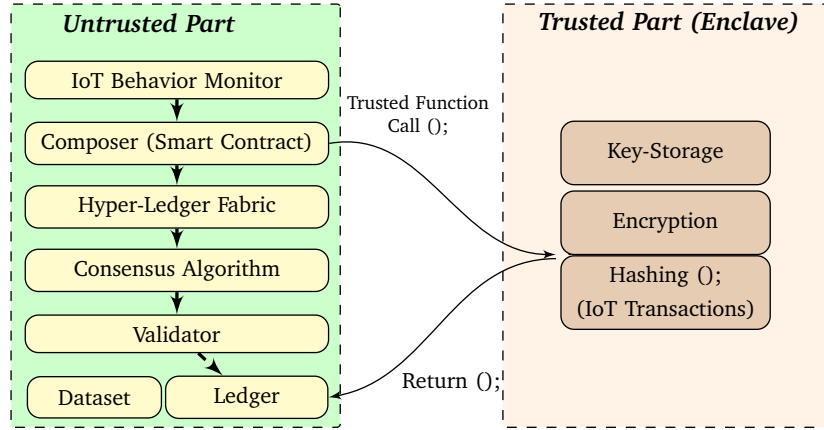 Untrusted Part
IoT Behavior Monitor
Composer (Smart Contract)
Hyper-Ledger Fabric
Consensus Algorithm
Validator
Dataset
Ledger
Trusted Function
Call ();
Return ();
Trusted Part (Enclave)
Key-Storage
Encryption
Hashing ();
(IoT Transactions)